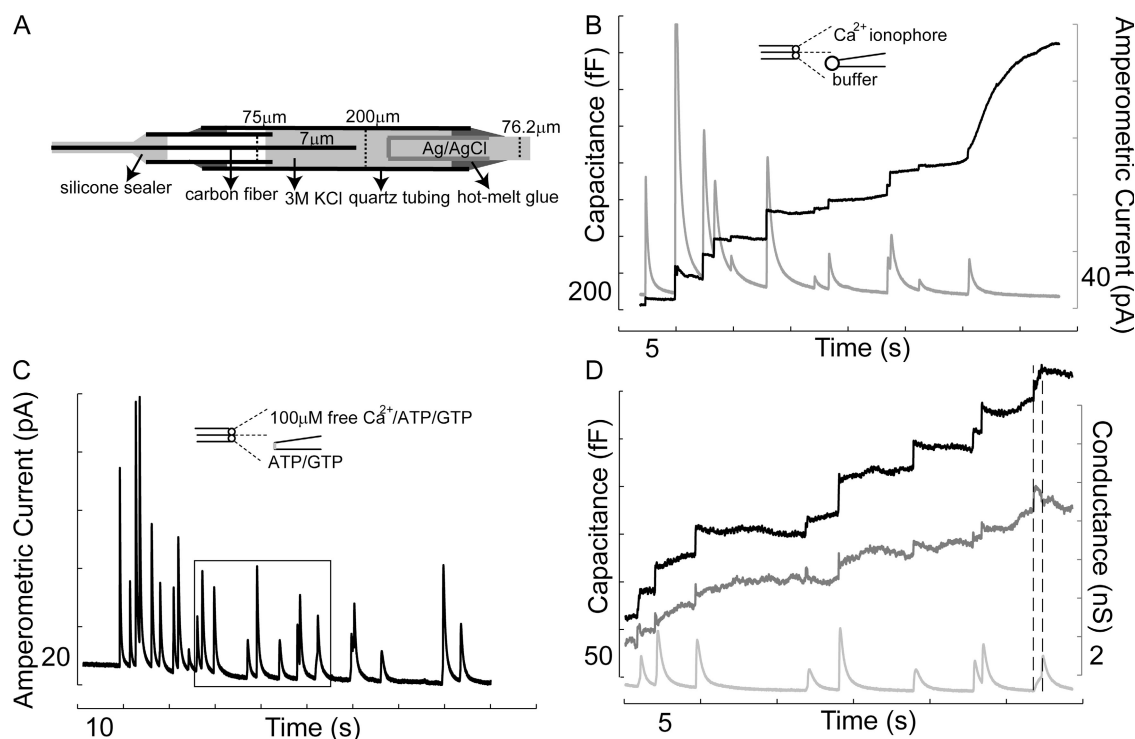 A
75μm
200μm
76.2μm
7μm
Ag/AgCl
silicone sealer
carbon fiber
3M KCl
quartz tubing
hot-melt glue
B
Capacitance (fF)
200
Ca2+ ionophore
buffer
Amperometric Current (pA)
40
5
Time (s)
C
Amperometric Current (pA)
20
100μM free Ca2+/ATP/GTP
ATP/GTP
10
Time (s)
D
Capacitance (fF)
50
Conductance (nS)
2
5
Time (s)